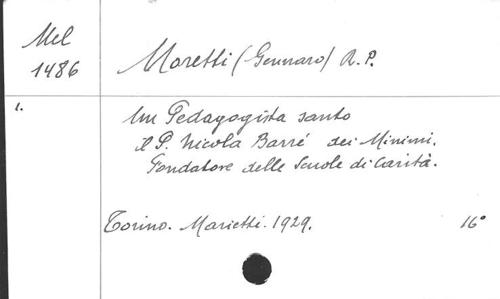 Mel
1486
Moretti (Gennaro) R. P.
1.
Un Pedagogista santo
il P. Nicola Barré dei Minimi.
Fondatore delle Scuole di Carità.
Torino. Marietti. 1929.
16°